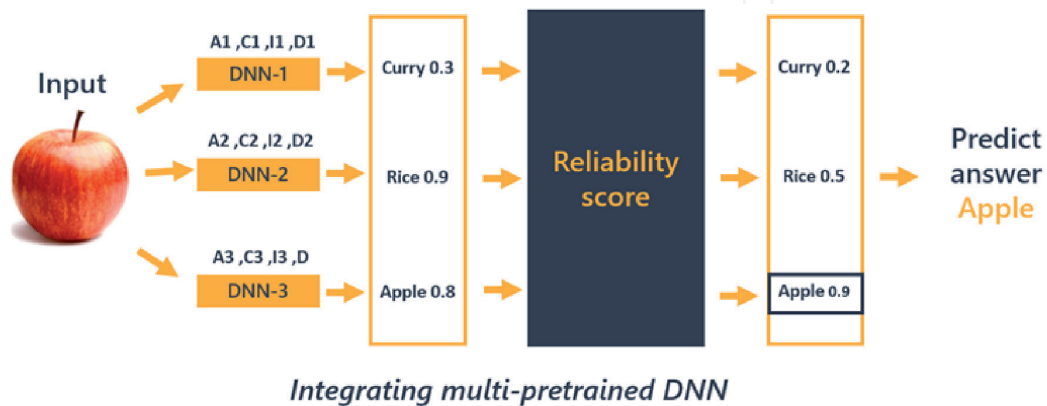 Input
A1 ,C1 ,I1 ,D1
DNN-1
Curry 0.3
Curry 0.2
A2 ,C2 ,I2 ,D2
DNN-2
Rice 0.9
Reliability
score
Rice 0.5
Predict
answer
Apple
A3 ,C3 ,I3 ,D
DNN-3
Apple 0.8
Apple 0.9
Integrating multi-pretrained DNN